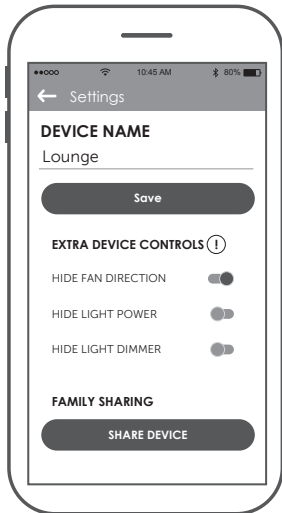 10:45 AM 80%
Settings
DEVICE NAME
Lounge
Save
EXTRA DEVICE CONTROLS !
HIDE FAN DIRECTION
HIDE LIGHT POWER
HIDE LIGHT DIMMER
FAMILY SHARING
SHARE DEVICE